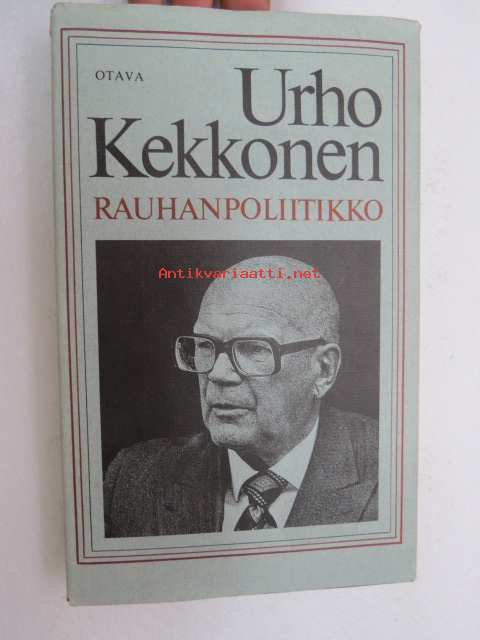 OTAVA
Urho
Kekkonen
RAUHANPOLIITIKKO
Antikvariaatti.net